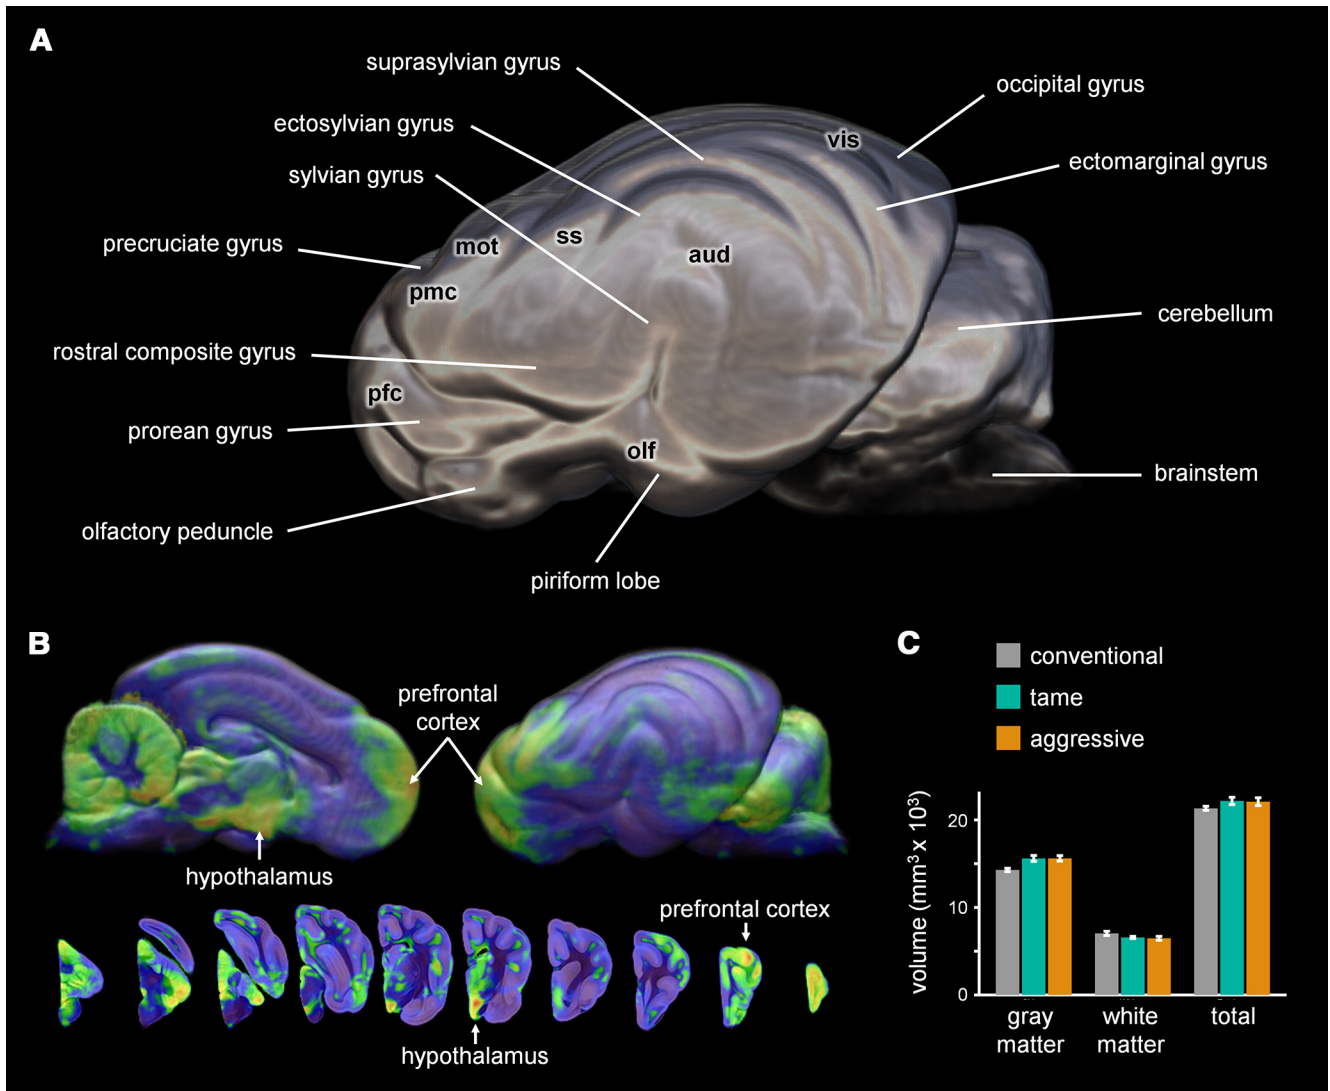 A
suprasylvian gyrus
occipital gyrus
ectosylvian gyrus
vis
ectomarginal gyrus
sylvian gyrus
precruciate gyrus
mot
ss
aud
pmc
cerebellum
rostral composite gyrus
pfc
prorean gyrus
olf
brainstem
olfactory peduncle
piriform lobe
B
prefrontal
cortex
hypothalamus
prefrontal cortex
hypothalamus
C
conventional
tame
aggressive
volume (mm³ x 10³)
20
10
0
gray
matter
white
matter
total